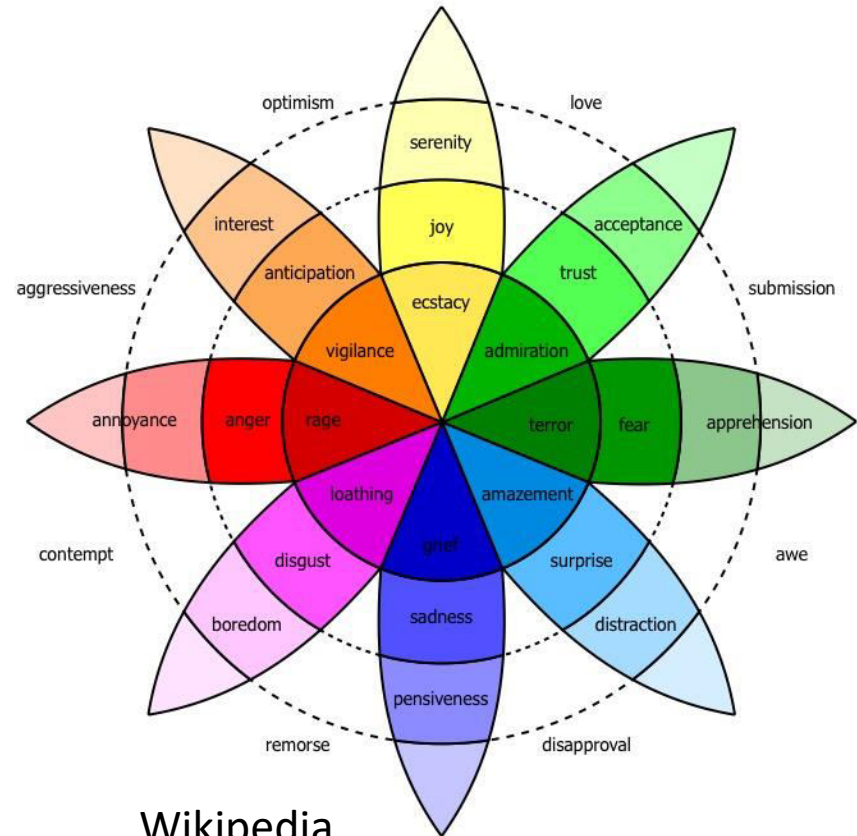 optimism love
serenity
interest joy acceptance
anticipation trust
aggressiveness submission
ecstacy
vigilance admiration
annoyance anger rage terror fear apprehension
loathing amazement
contempt grief awe
disgust surprise
boredom sadness distraction
pensiveness
remorse disapproval
Wikipedia